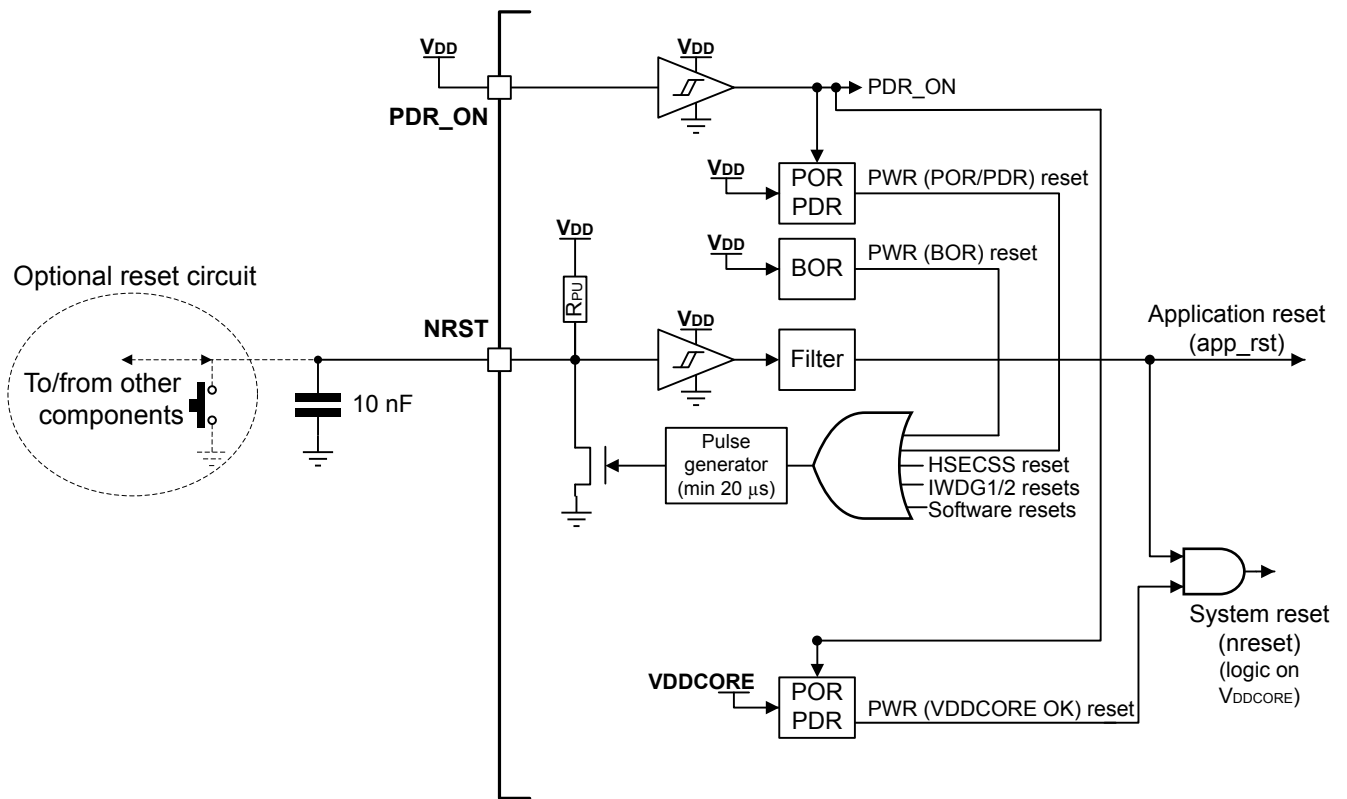 VDD
PDR_ON
VDD
PDR_ON
VDD
POR
PDR
PWR (POR/PDR) reset
VDD
BOR
PWR (BOR) reset
VDD
RPU
Optional reset circuit
NRST
To/from other
components
10 nF
VDD
Filter
Application reset
(app_rst)
Pulse
generator
(min 20 μs)
HSECSS reset
IWDG1/2 resets
Software resets
System reset
(nreset)
(logic on
VDDCORE)
VDDCORE
POR
PDR
PWR (VDDCORE OK) reset